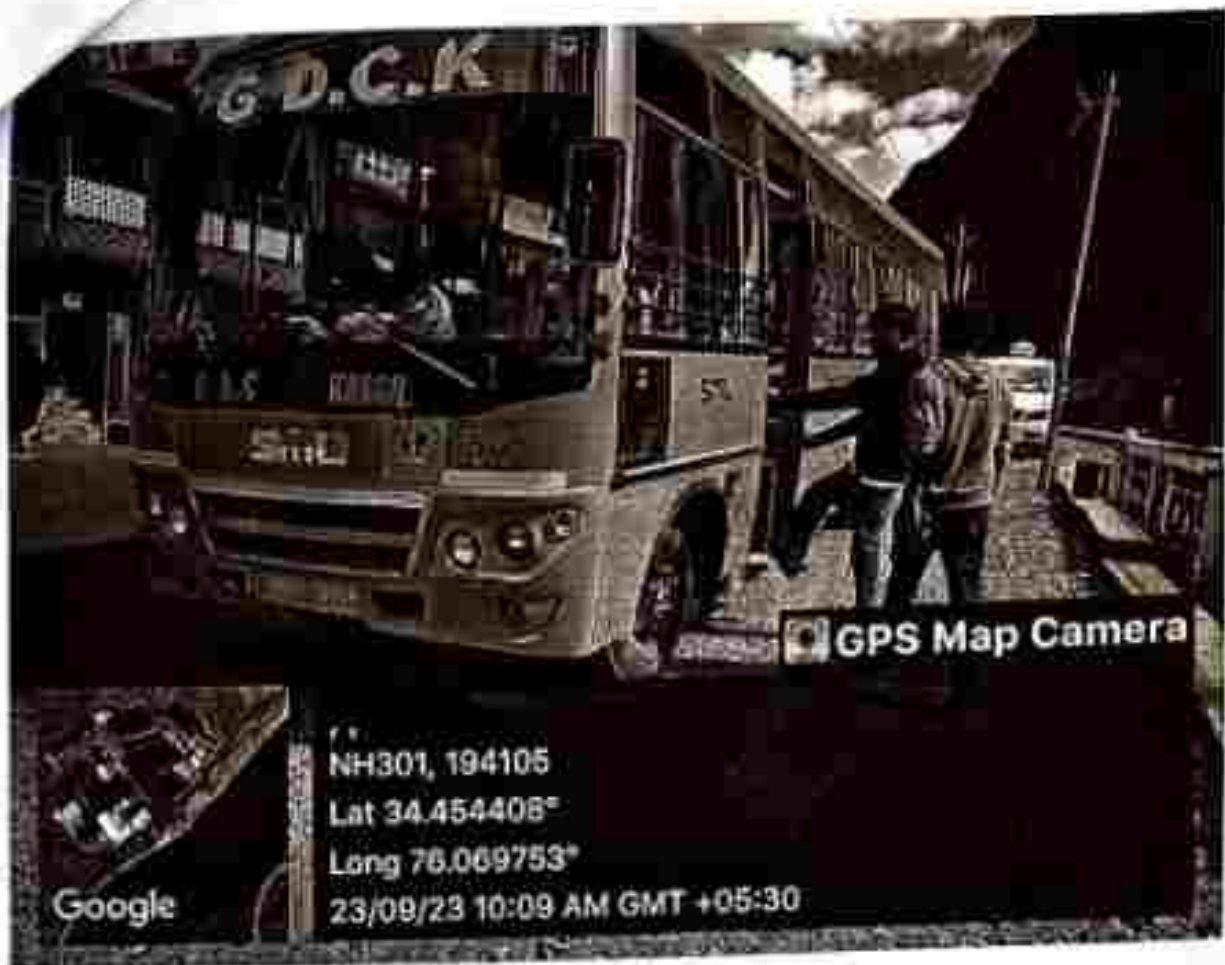 G D.C.K
GPS Map Camera
NH301, 194105
Lat 34.454408°
Long 76.069753°
23/09/23 10:09 AM GMT +05:30
Google